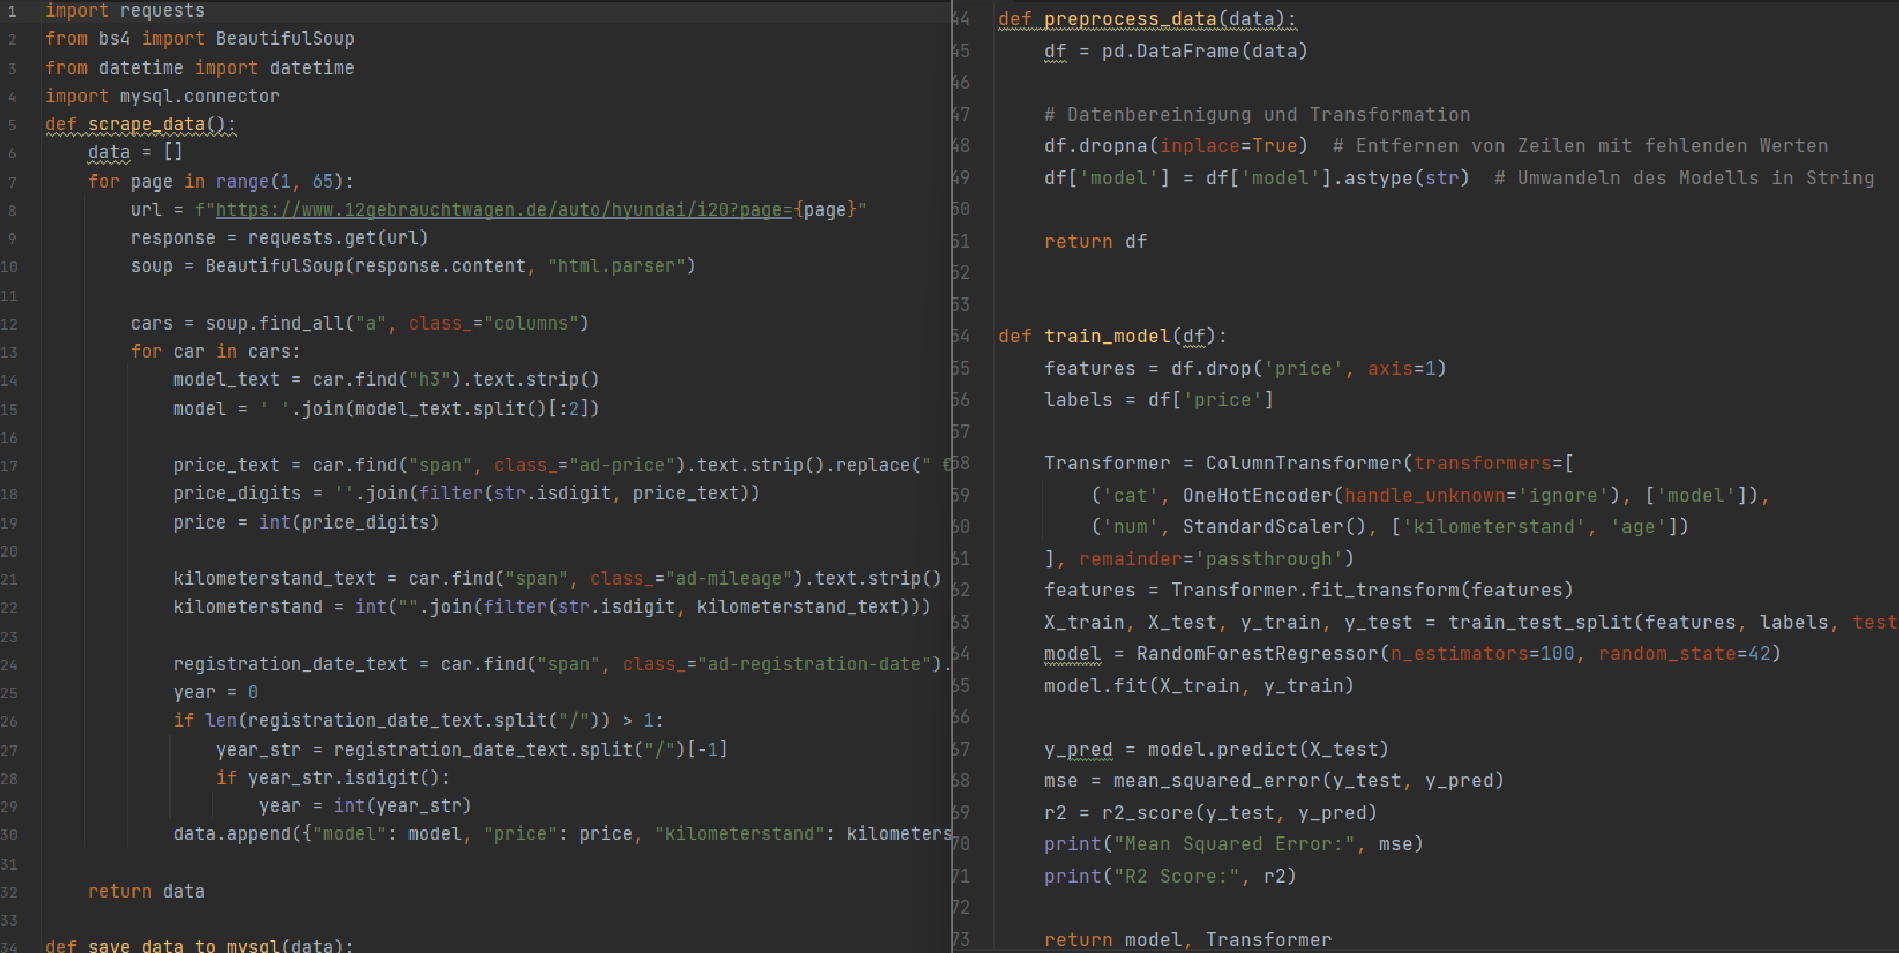 1 import requests
2 from bs4 import BeautifulSoup
3 from datetime import datetime
4 import mysql.connector
5 def scrape_data():
6 data = []
7 for page in range(1, 65):
8 url = f"https://www.12gebrauchtwagen.de/auto/hyundai/i20?page={page}"
9 response = requests.get(url)
10 soup = BeautifulSoup(response.content, "html.parser")
11
12 cars = soup.find_all("a", class_="columns")
13 for car in cars:
14 model_text = car.find("h3").text.strip()
15 model = ' '.join(model_text.split()[:2])
16
17 price_text = car.find("span", class_="ad-price").text.strip().replace(" €
18 price_digits = ''.join(filter(str.isdigit, price_text))
19 price = int(price_digits)
20
21 kilometerstand_text = car.find("span", class_="ad-mileage").text.strip()
22 kilometerstand = int("".join(filter(str.isdigit, kilometerstand_text)))
23
24 registration_date_text = car.find("span", class_="ad-registration-date").
25 year = 0
26 if len(registration_date_text.split("/")) > 1:
27 year_str = registration_date_text.split("/")[-1]
28 if year_str.isdigit():
29 year = int(year_str)
30 data.append({"model": model, "price": price, "kilometerstand": kilometers
31
32 return data
33
34 def save_data_to_mysql(data):
44 def preprocess_data(data):
45 df = pd.DataFrame(data)
46
47 # Datenbereinigung und Transformation
48 df.dropna(inplace=True) # Entfernen von Zeilen mit fehlenden Werten
49 df['model'] = df['model'].astype(str) # Umwandeln des Modells in String
50
51 return df
52
53
54 def train_model(df):
55 features = df.drop('price', axis=1)
56 labels = df['price']
57
58 Transformer = ColumnTransformer(transformers=[
59 ('cat', OneHotEncoder(handle_unknown='ignore'), ['model']),
60 ('num', StandardScaler(), ['kilometerstand', 'age'])
61 ], remainder='passthrough')
62 features = Transformer.fit_transform(features)
63 X_train, X_test, y_train, y_test = train_test_split(features, labels, test
64 model = RandomForestRegressor(n_estimators=100, random_state=42)
65 model.fit(X_train, y_train)
66
67 y_pred = model.predict(X_test)
68 mse = mean_squared_error(y_test, y_pred)
69 r2 = r2_score(y_test, y_pred)
70 print("Mean Squared Error:", mse)
71 print("R2 Score:", r2)
72
73 return model, Transformer